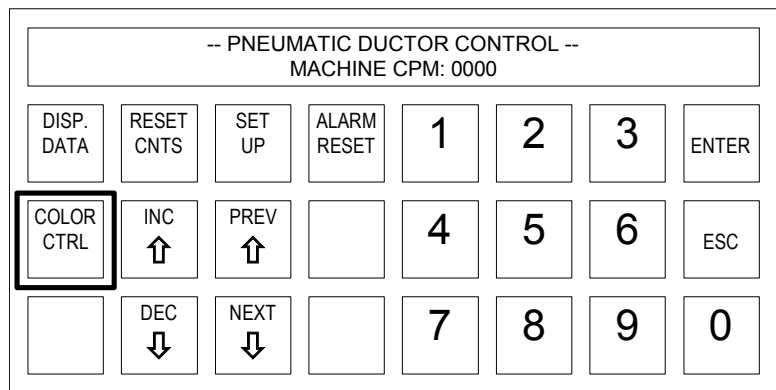 -- PNEUMATIC DUCTOR CONTROL --
MACHINE CPM: 0000
DISP. DATA
RESET CNTS
SET UP
ALARM RESET
1
2
3
ENTER
COLOR CTRL
INC
PREV
4
5
6
ESC
DEC
NEXT
7
8
9
0